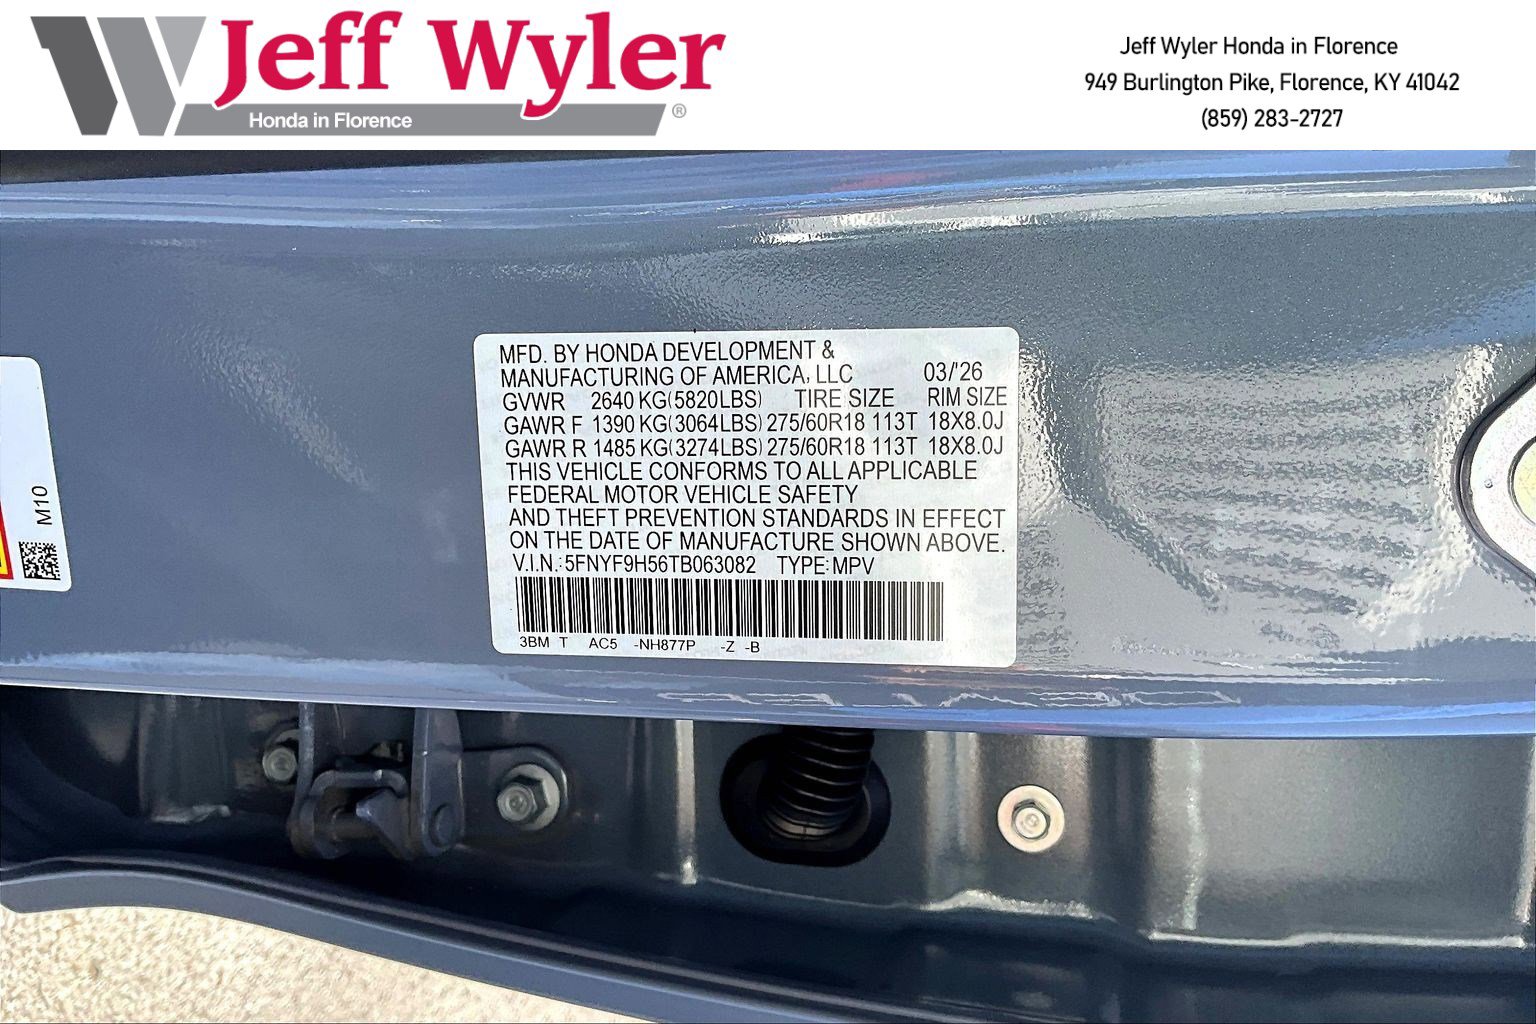 Jeff Wyler
Honda in Florence
®
Jeff Wyler Honda in Florence
949 Burlington Pike, Florence, KY 41042
(859) 283-2727
M10
MFD. BY HONDA DEVELOPMENT &
MANUFACTURING OF AMERICA, LLC 03/'26
GVWR 2640 KG(5820LBS) TIRE SIZE RIM SIZE
GAWR F 1390 KG(3064LBS) 275/60R18 113T 18X8.0J
GAWR R 1485 KG(3274LBS) 275/60R18 113T 18X8.0J
THIS VEHICLE CONFORMS TO ALL APPLICABLE
FEDERAL MOTOR VEHICLE SAFETY
AND THEFT PREVENTION STANDARDS IN EFFECT
ON THE DATE OF MANUFACTURE SHOWN ABOVE.
V.I.N.:5FNYF9H56TB063082 TYPE:MPV
3BM T AC5 -NH877P -Z -B